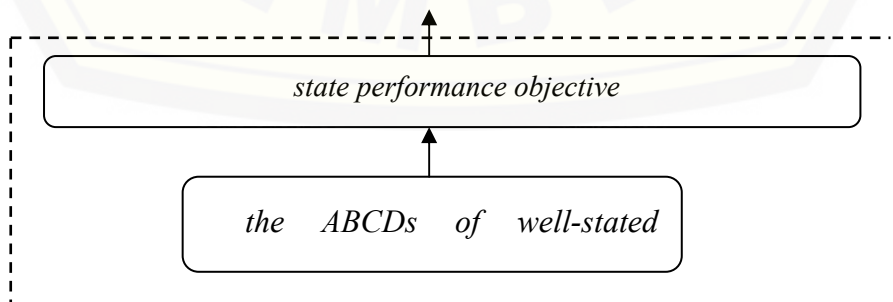 state performance objective
the ABCDs of well-stated